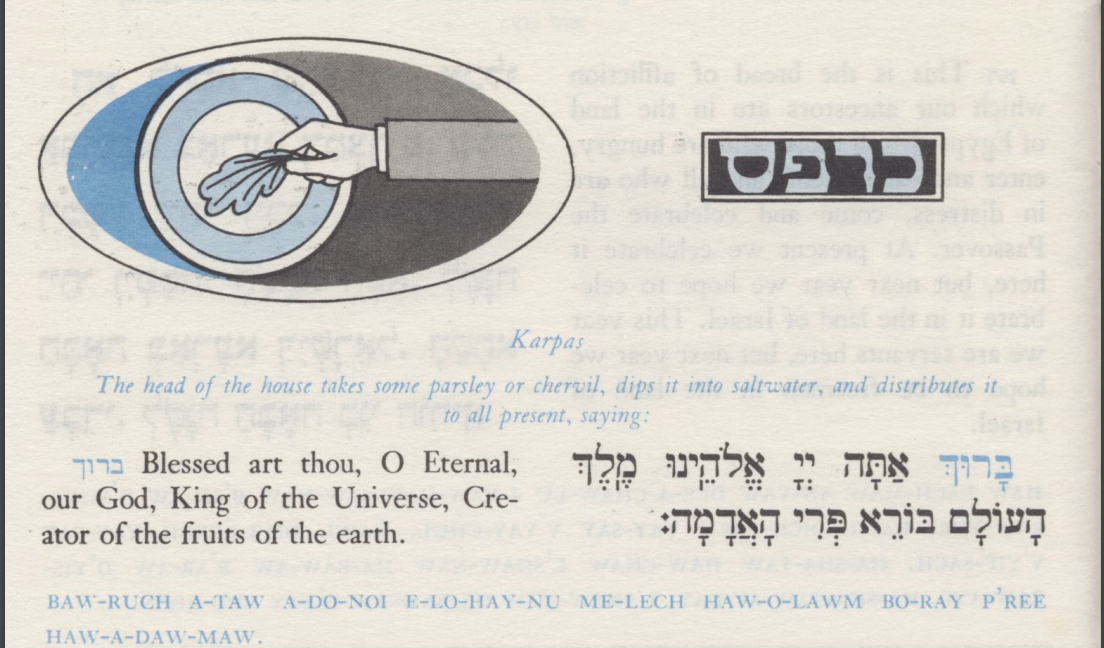 כרפס
Karpas
The head of the house takes some parsley or chervil, dips it into saltwater, and distributes it
to all present, saying:
ברוך Blessed art thou, O Eternal,
our God, King of the Universe, Cre-
ator of the fruits of the earth.
בָּרוּךְ אַתָּה יְיָ אֱלֹהֵינוּ מֶלֶךְ
הָעוֹלָם בּוֹרֵא פְּרִי הָאֲדָמָה:
BAW-RUCH A-TAW A-DO-NOI E-LO-HAY-NU ME-LECH HAW-O-LAWM BO-RAY P'REE
HAW-A-DAW-MAW.